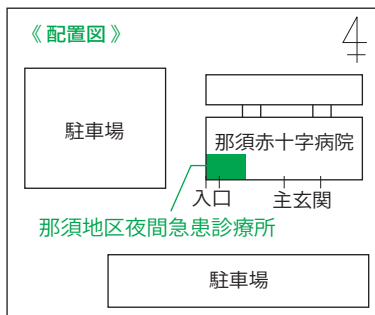 《 配置図 》
駐車場
那須赤十字病院
入口
主玄関
那須地区夜間急患診療所
駐車場